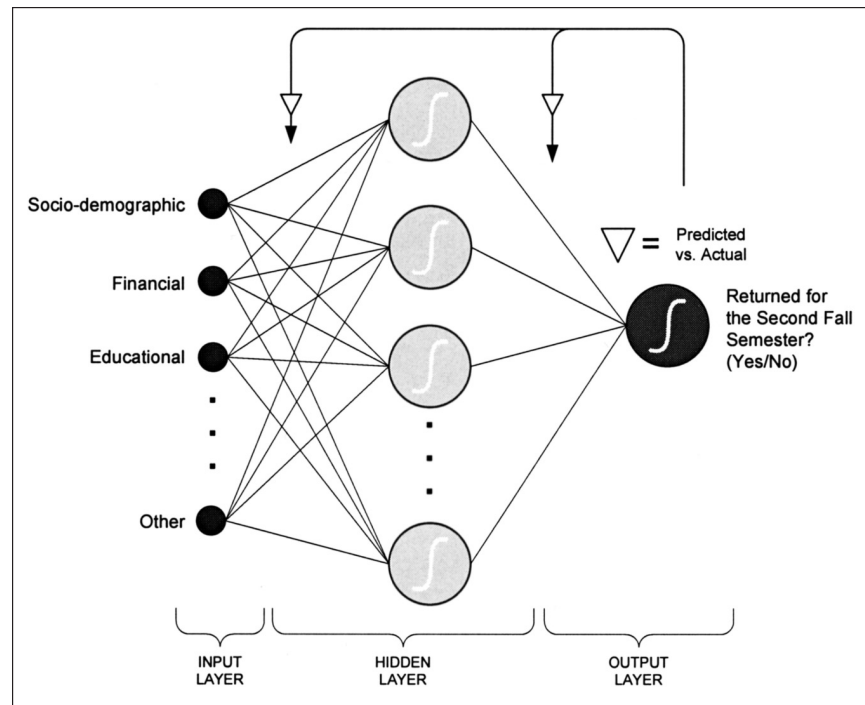 Socio-demographic
Financial
Educational
Other
= Predicted
vs. Actual
Returned for
the Second Fall
Semester?
(Yes/No)
INPUT
LAYER
HIDDEN
LAYER
OUTPUT
LAYER